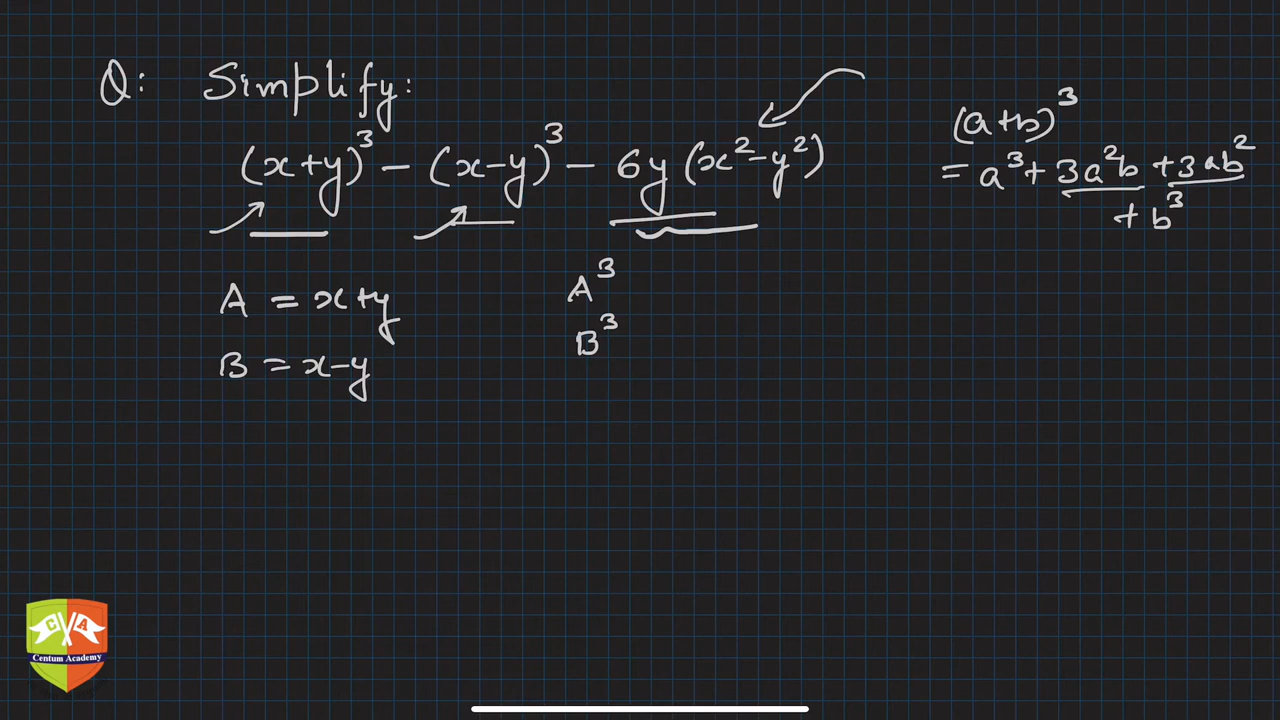 Q: Simplify:
(x+y)³ - (x-y)³ - 6y(x²-y²)
(a+b)³
= a³ + 3a²b + 3ab²
+ b³
A = x+y
B = x-y
A³
B³
C A
Centum Academy